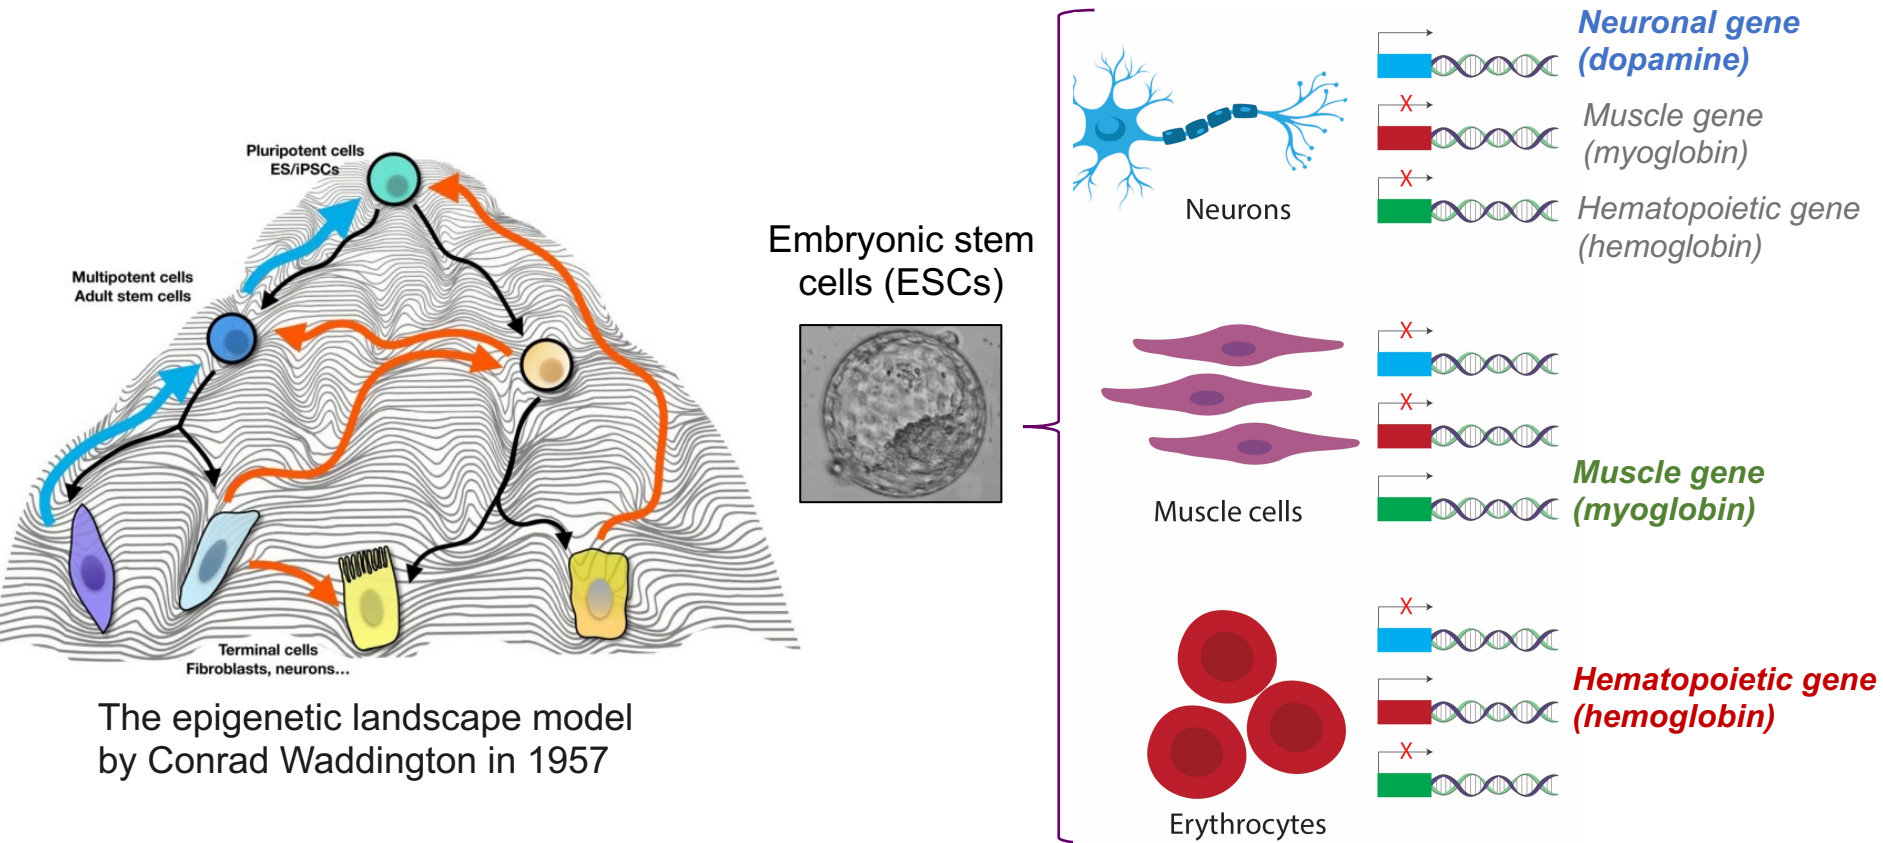 Pluripotent cells
ES/iPSCs
Multipotent cells
Adult stem cells
Terminal cells
Fibroblasts, neurons...
The epigenetic landscape model
by Conrad Waddington in 1957
Embryonic stem
cells (ESCs)
Neurons
X
X
Neuronal gene
(dopamine)
Muscle gene
(myoglobin)
Hematopoietic gene
(hemoglobin)
Muscle cells
X
X
Muscle gene
(myoglobin)
Erythrocytes
X
X
Hematopoietic gene
(hemoglobin)